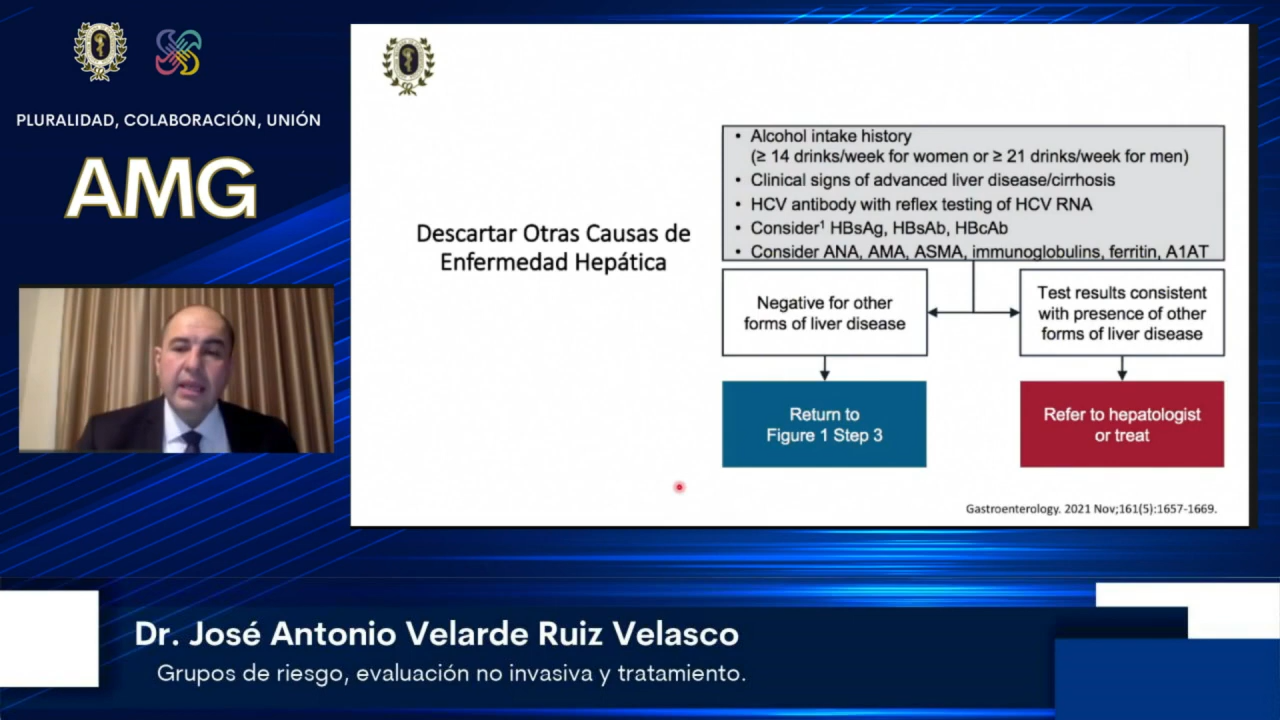 PLURALIDAD, COLABORACIÓN, UNIÓN
AMG
Descartar Otras Causas de
Enfermedad Hepática
• Alcohol intake history
(≥ 14 drinks/week for women or ≥ 21 drinks/week for men)
• Clinical signs of advanced liver disease/cirrhosis
• HCV antibody with reflex testing of HCV RNA
• Consider¹ HBsAg, HBsAb, HBcAb
• Consider ANA, AMA, ASMA, immunoglobulins, ferritin, A1AT
Negative for other
forms of liver disease
Test results consistent
with presence of other
forms of liver disease
Return to
Figure 1 Step 3
Refer to hepatologist
or treat
Gastroenterology. 2021 Nov;161(5):1657-1669.
Dr. José Antonio Velarde Ruiz Velasco
Grupos de riesgo, evaluación no invasiva y tratamiento.